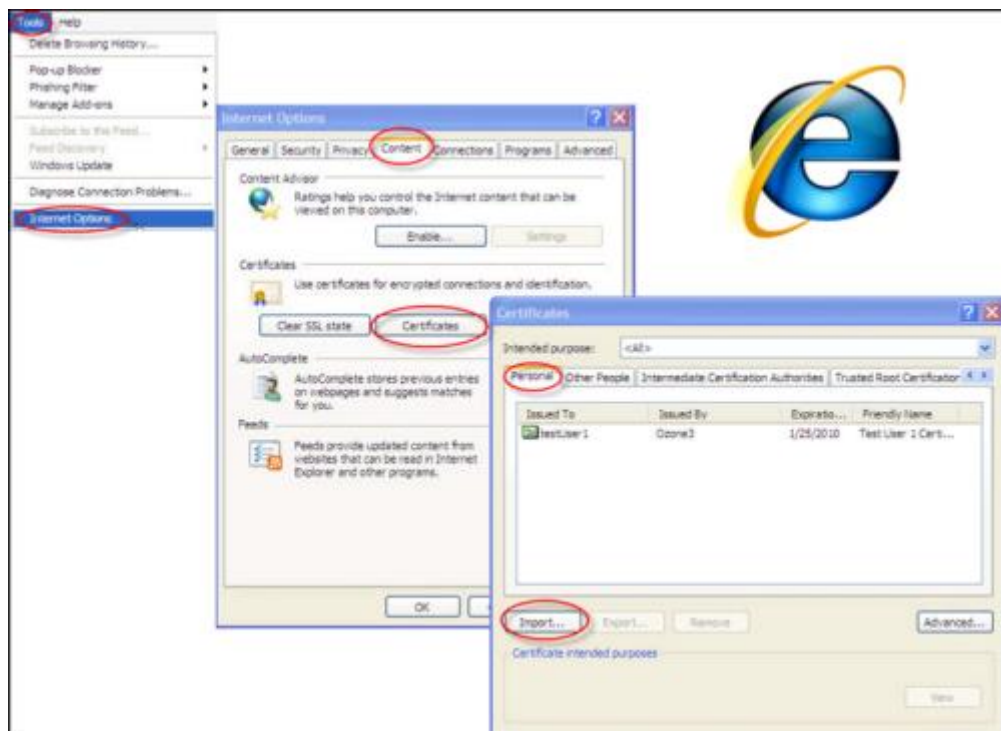 Tools Help
Delete Browsing History...
Pop-up Blocker
Phishing Filter
Manage Add-ons
Subscribe to this Feed...
Feed Discovery
Windows Update
Diagnose Connection Problems...
Internet Options
Internet Options
General Security Privacy Content Connections Programs Advanced
Content Advisor
Ratings help you control the Internet content that can be
viewed on this computer.
Enable... Settings
Certificates
Use certificates for encrypted connections and identification.
Clear SSL state Certificates
AutoComplete
AutoComplete stores previous entries
on webpages and suggests matches
for you.
Feeds
Feeds provide updated content from
websites that can be read in Internet
Explorer and other programs.
OK
Certificates
Intended purpose: <All>
Personal Other People Intermediate Certification Authorities Trusted Root Certification
Issued To Issued By Expiratio... Friendly Name
testUser1 Ozone3 1/25/2010 Test User 1 Cert...
Import... Export... Remove Advanced...
Certificate intended purposes
View